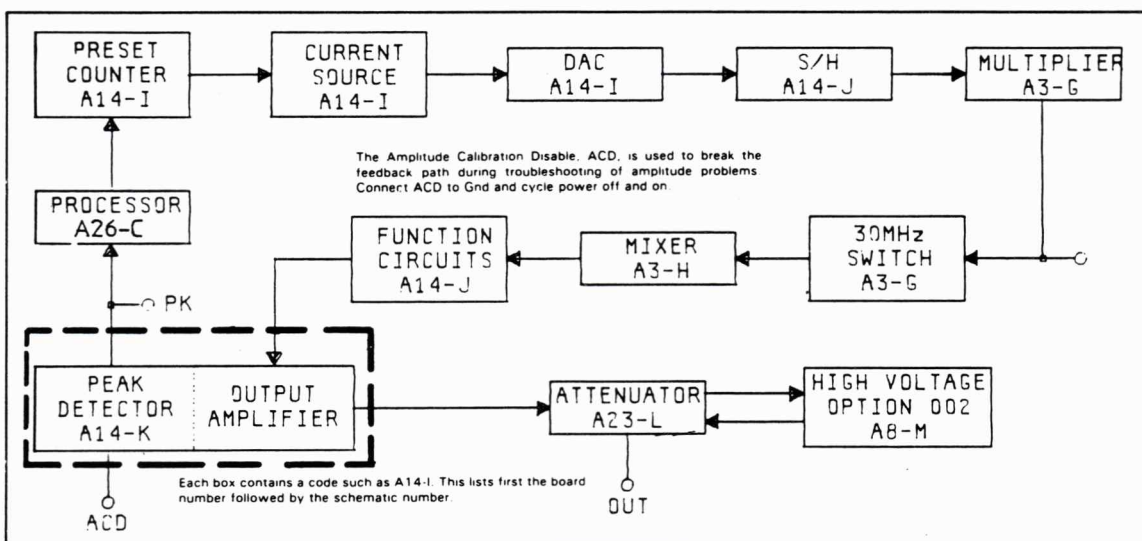 PRESET
COUNTER
A14-I
CURRENT
SOURCE
A14-I
DAC
A14-I
S/H
A14-J
MULTIPLIER
A3-G
The Amplitude Calibration Disable, ACD, is used to break the
feedback path during troubleshooting of amplitude problems.
Connect ACD to Gnd and cycle power off and on.
PROCESSOR
A26-C
FUNCTION
CIRCUITS
A14-J
MIXER
A3-H
30MHz
SWITCH
A3-G
PK
PEAK
DETECTOR
A14-K
OUTPUT
AMPLIFIER
ATTENUATOR
A23-L
HIGH VOLTAGE
OPTION 002
A8-M
Each box contains a code such as A14-I. This lists first the board
number followed by the schematic number.
ACD
OUT